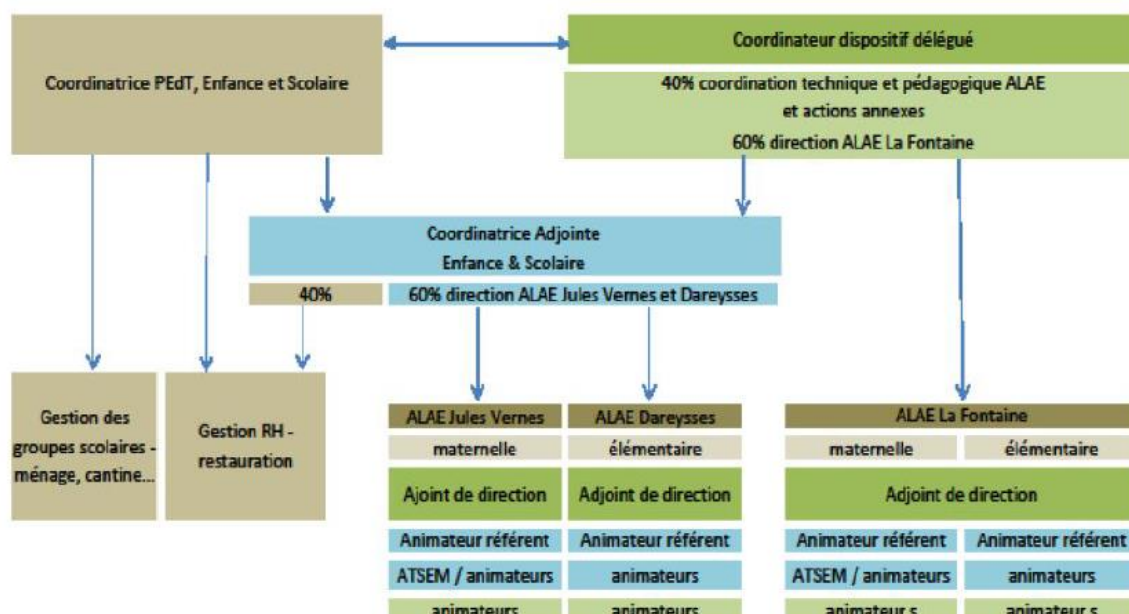 Coordinatrice PEdT, Enfance et Scolaire
Coordinateur dispositif délégué
40% coordination technique et pédagogique ALAE
et actions annexes
60% direction ALAE La Fontaine
Coordinatrice Adjointe
Enfance & Scolaire
40%
60% direction ALAE Jules Vernes et Dareysses
Gestion des
groupes scolaires -
ménage, cantine...
Gestion RH -
restauration
ALAE Jules Vernes
maternelle
Ajoint de direction
Animateur référent
ATSEM / animateurs
animateurs
ALAE Dareysses
élémentaire
Adjoint de direction
Animateur référent
animateurs
animateurs
ALAE La Fontaine
maternelle
élémentaire
Adjoint de direction
Animateur référent
Animateur référent
ATSEM / animateurs
animateurs
animateur s
animateur s